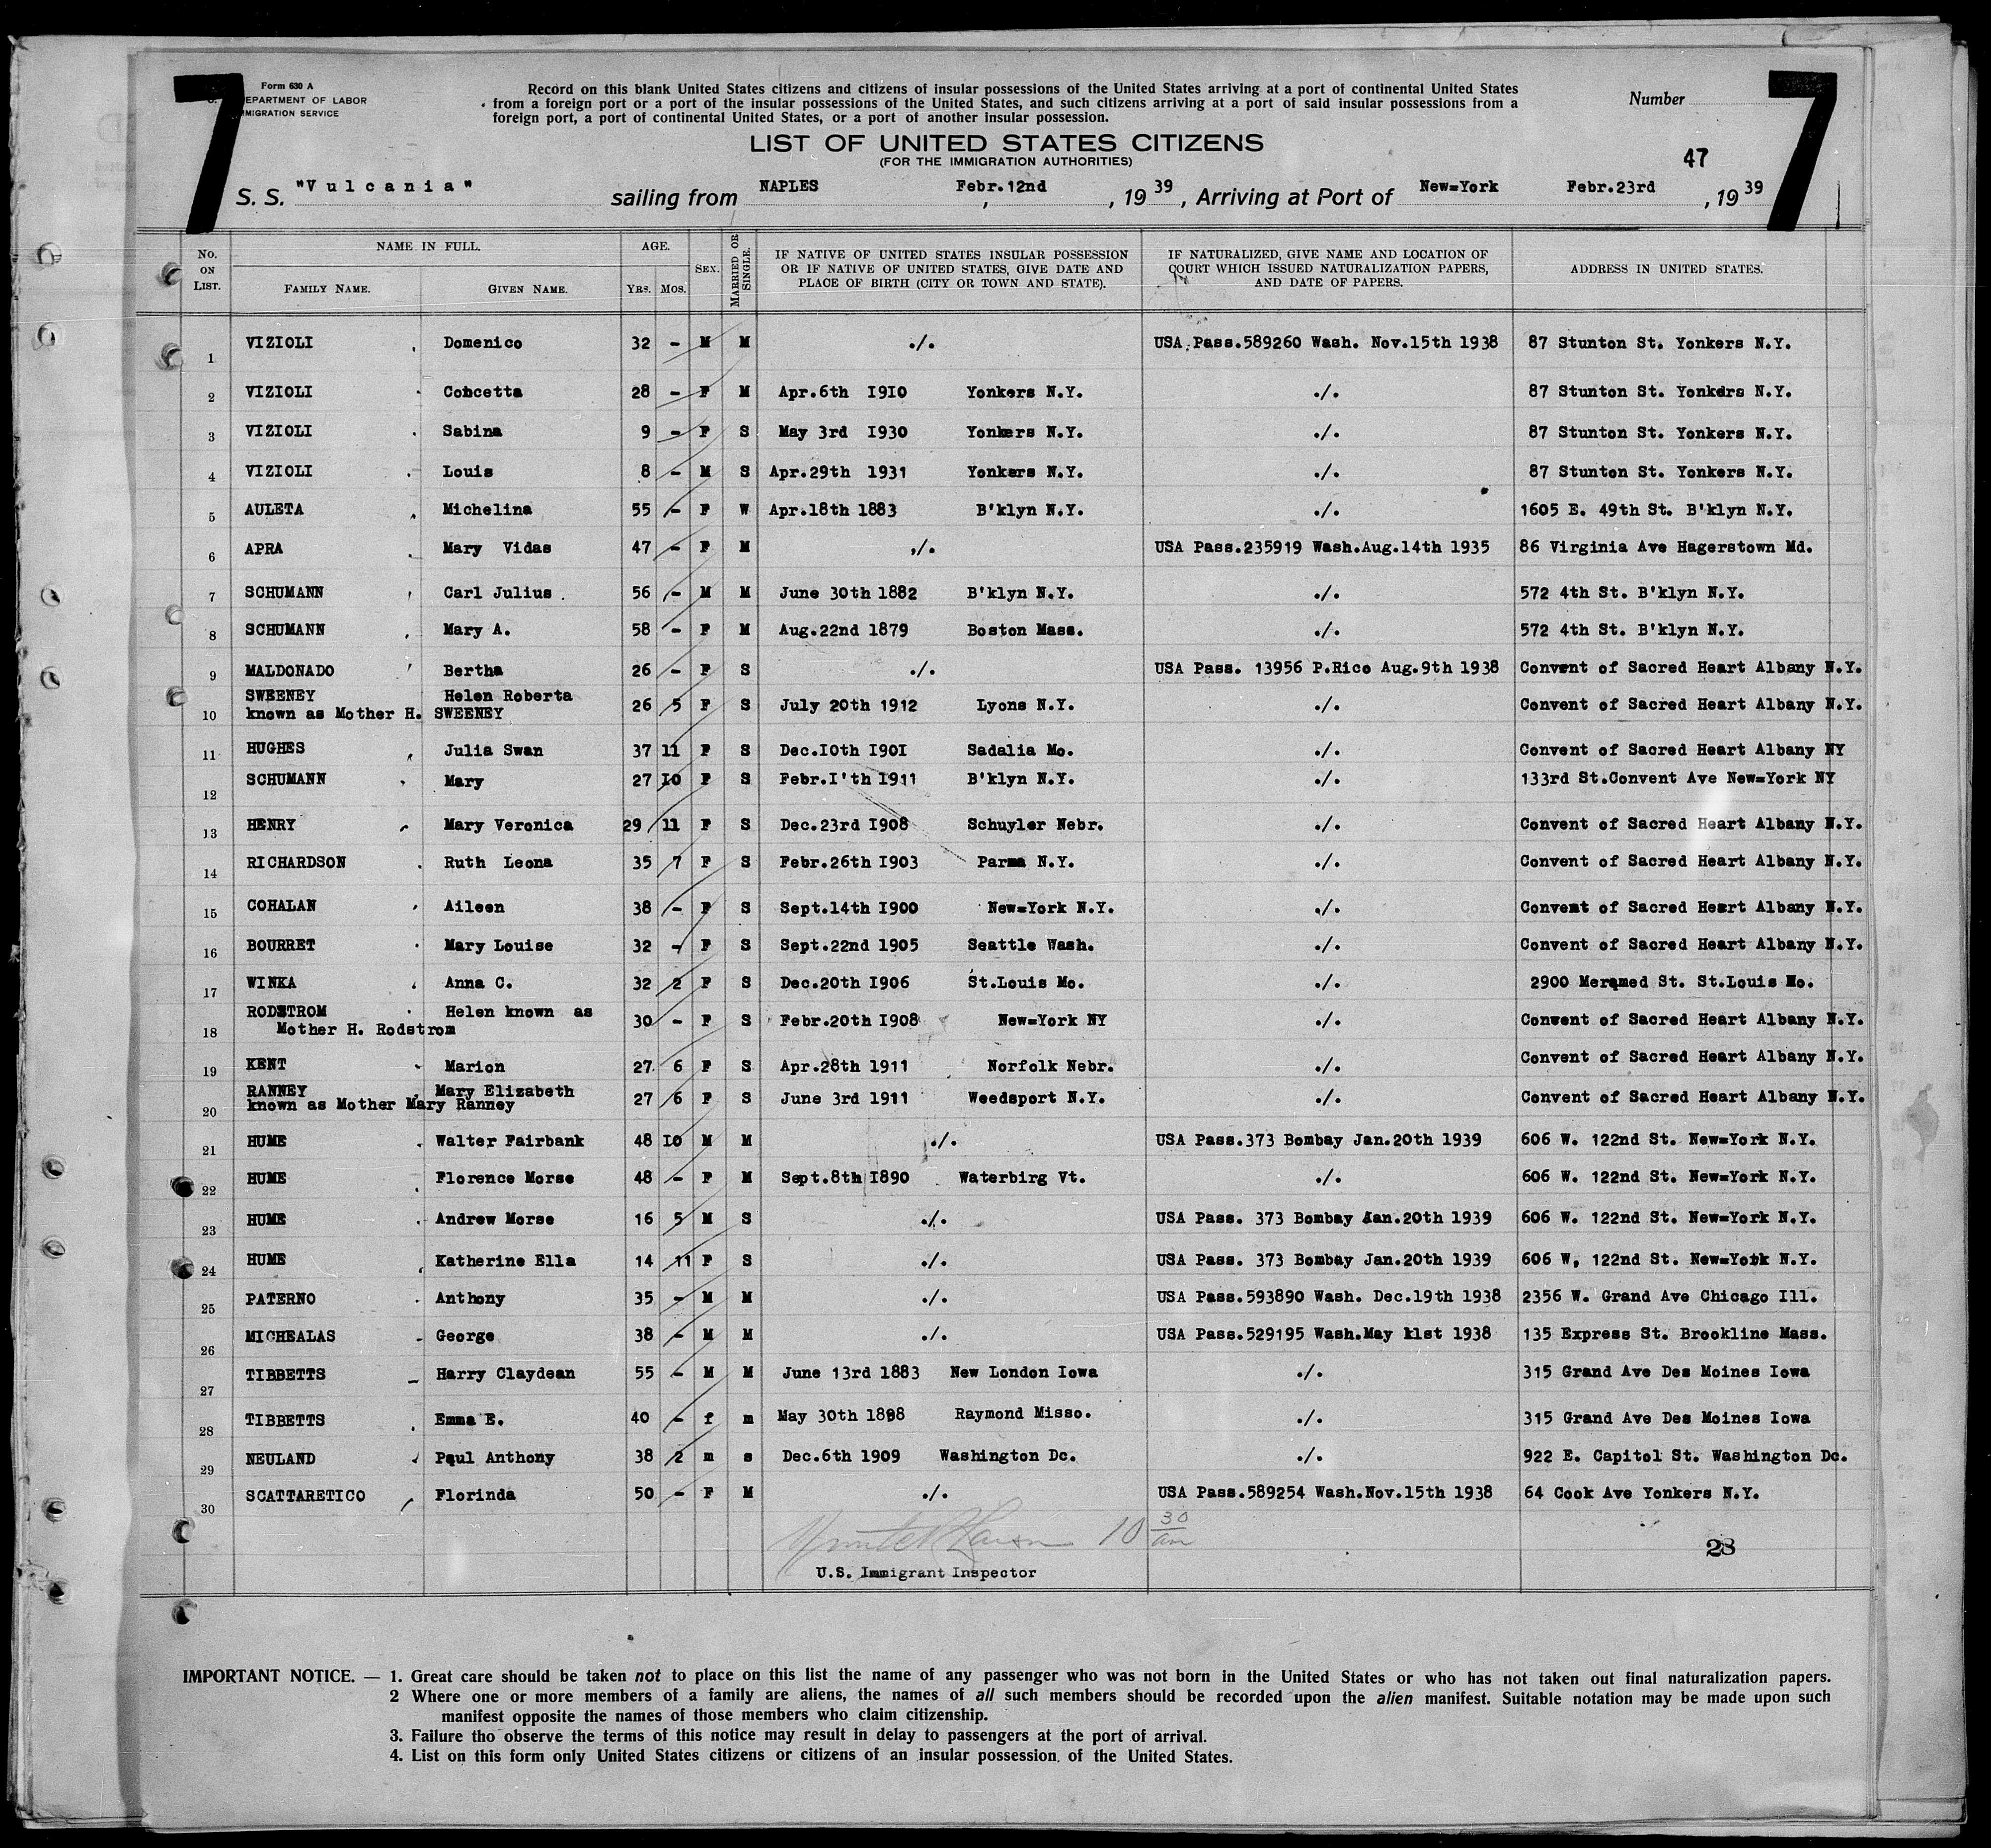 7
Form 630 A
DEPARTMENT OF LABOR
IMMIGRATION SERVICE
Record on this blank United States citizens and citizens of insular possessions of the United States arriving at a port of continental United States
from a foreign port or a port of the insular possessions of the United States, and such citizens arriving at a port of said insular possessions from a
foreign port, a port of continental United States, or a port of another insular possession.
Number
7
LIST OF UNITED STATES CITIZENS
(FOR THE IMMIGRATION AUTHORITIES)
47
S. S. "Vulcania" sailing from NAPLES Febr.12nd, 1939, Arriving at Port of New=York Febr.23rd, 1939
No. ON LIST. NAME IN FULL. FAMILY NAME. GIVEN NAME. AGE. YRS. MOS. SEX. MARRIED OR SINGLE. IF NATIVE OF UNITED STATES INSULAR POSSESSION OR IF NATIVE OF UNITED STATES, GIVE DATE AND PLACE OF BIRTH (CITY OR TOWN AND STATE). IF NATURALIZED, GIVE NAME AND LOCATION OF COURT WHICH ISSUED NATURALIZATION PAPERS, AND DATE OF PAPERS. ADDRESS IN UNITED STATES.
1 VIZIOLI Domenico 32 - M M ./. USA.Pass.589260 Wash. Nov.15th 1938 87 Stunton St. Yonkers N.Y.
2 VIZIOLI Cobcetta 28 - F M Apr.6th I9I0 Yonkers N.Y. ./. 87 Stunton St. Yonkdrs N.Y.
3 VIZIOLI Sabina 9 - F S May 3rd I930 Yonkers N.Y. ./. 87 Stunton St. Yonkers N.Y.
4 VIZIOLI Louis 8 - M S Apr.29th 1931 Yonkers N.Y. ./. 87 Stunton St. Yonkers N.Y.
5 AULETA Michelina 55 - F W Apr.18th 1883 B'klyn N.Y. ./. 1605 E. 49th St. B'klyn N.Y.
6 APRA Mary Vidas 47 - F M ,/. USA Pass.235919 Wash.Aug.14th 1935 86 Virginia Ave Hagerstown Md.
7 SCHUMANN Carl Julius . 56 - M M June 30th 1882 B'klyn N.Y. ./. 572 4th St. B'klyn N.Y.
8 SCHUMANN Mary A. 58 - F M Aug.22nd 1879 Boston Mass. ./. 572 4th St. B'klyn N.Y.
9 MALDONADO Bertha 26 - F S ./. USA Pass. 13956 P.Rico Aug.9th 1938 Convent of Sacred Heart Albany N.Y.
10 SWEENEY Helen Roberta 26 5 F S July 20th 1912 Lyons N.Y. ./. Convent of Sacred Heart Albany N.Y.
known as Mother H. SWEENEY
11 HUGHES Julia Swan 37 11 F S Dec.I0th I90I Sadalia Mo. ./. Convent of Sacred Heart Albany NY
12 SCHUMANN Mary 27 I0 F S Febr.I'th I911 B'klyn N.Y. ./. 133rd St.Convent Ave New=York NY
13 HENRY Mary Veronica 29 11 F S Dec.23rd I908 Schuyler Nebr. ./. Convent of Sacred Heart Albany N.Y.
14 RICHARDSON Ruth Leona 35 7 F S Febr.26th I903 Parma N.Y. ./. Convent of Sacred Heart Albany N.Y.
15 COHALAN Aileen 38 - F S Sept.14th I900 New=York N.Y. ./. Convent of Sacred Heart Albany N.Y.
16 BOURRET Mary Louise 32 - F S Sept.22nd 1905 Seattle Wash. ./. Convent of Sacred Heart Albany N.Y.
17 WINKA Anna C. 32 2 F S Dec.20th I906 St.Louis Mo. ./. 2900 Meramed St. St.Louis Mo.
18 RODSTROM Helen known as 30 - F S Febr.20th I908 New=York NY ./. Convent of Sacred Heart Albany N.Y.
Mother H. Rodstrom
19 KENT Marion 27 6 F S Apr.28th 1911 Norfolk Nebr. ./. Convent of Sacred Heart Albany N.Y.
20 RANNEY Mary Elizabeth 27 6 F S June 3rd 1911 Weedsport N.Y. ./. Convent of Sacred Heart Albany N.Y.
known as Mother Mary Ranney
21 HUME Walter Fairbank 48 I0 M M ./. USA Pass.373 Bombay Jan.20th 1939 606 W. 122nd St. New=York N.Y.
22 HUME Florence Morse 48 - F M Sept.8th I890 Waterbirg Vt. ./. 606 W. 122nd St. New=York N.Y.
23 HUME Andrew Morse 16 5 M S ./. USA Pass. 373 Bombay Jan.20th 1939 606 W. 122nd St. New=York N.Y.
24 HUME Katherine Ella 14 11 F S ./. USA Pass. 373 Bombay Jan.20th 1939 606 W, 122nd St. New=York N.Y.
25 PATERNO Anthony 35 - M M ./. USA Pass.593890 Wash. Dec.19th 1938 2356 W. Grand Ave Chicago Ill.
26 MICHEALAS George 38 - M M ./. USA Pass.529195 Wash.May 11st 1938 135 Express St. Brookline Mass.
27 TIBBETTS Harry Claydean 55 - M M June 13rd 1883 New London Iowa ./. 315 Grand Ave Des Moines Iowa
28 TIBBETTS Emma E. 40 - f m May 30th 1898 Raymond Misso. ./. 315 Grand Ave Des Moines Iowa
29 NEULAND Paul Anthony 38 2 m s Dec.6th 1909 Washington Dc. ./. 922 E. Capitol St. Washington Dc.
30 SCATTARETICO Florinda 50 - F M ./. USA Pass.589254 Wash.Nov.15th 1938 64 Cook Ave Yonkers N.Y.
10 30 am
28
U.S. Immigrant Inspector
IMPORTANT NOTICE. — 1. Great care should be taken not to place on this list the name of any passenger who was not born in the United States or who has not taken out final naturalization papers.
2 Where one or more members of a family are aliens, the names of all such members should be recorded upon the alien manifest. Suitable notation may be made upon such
manifest opposite the names of those members who claim citizenship.
3. Failure tho observe the terms of this notice may result in delay to passengers at the port of arrival.
4. List on this form only United States citizens or citizens of an insular possession of the United States.